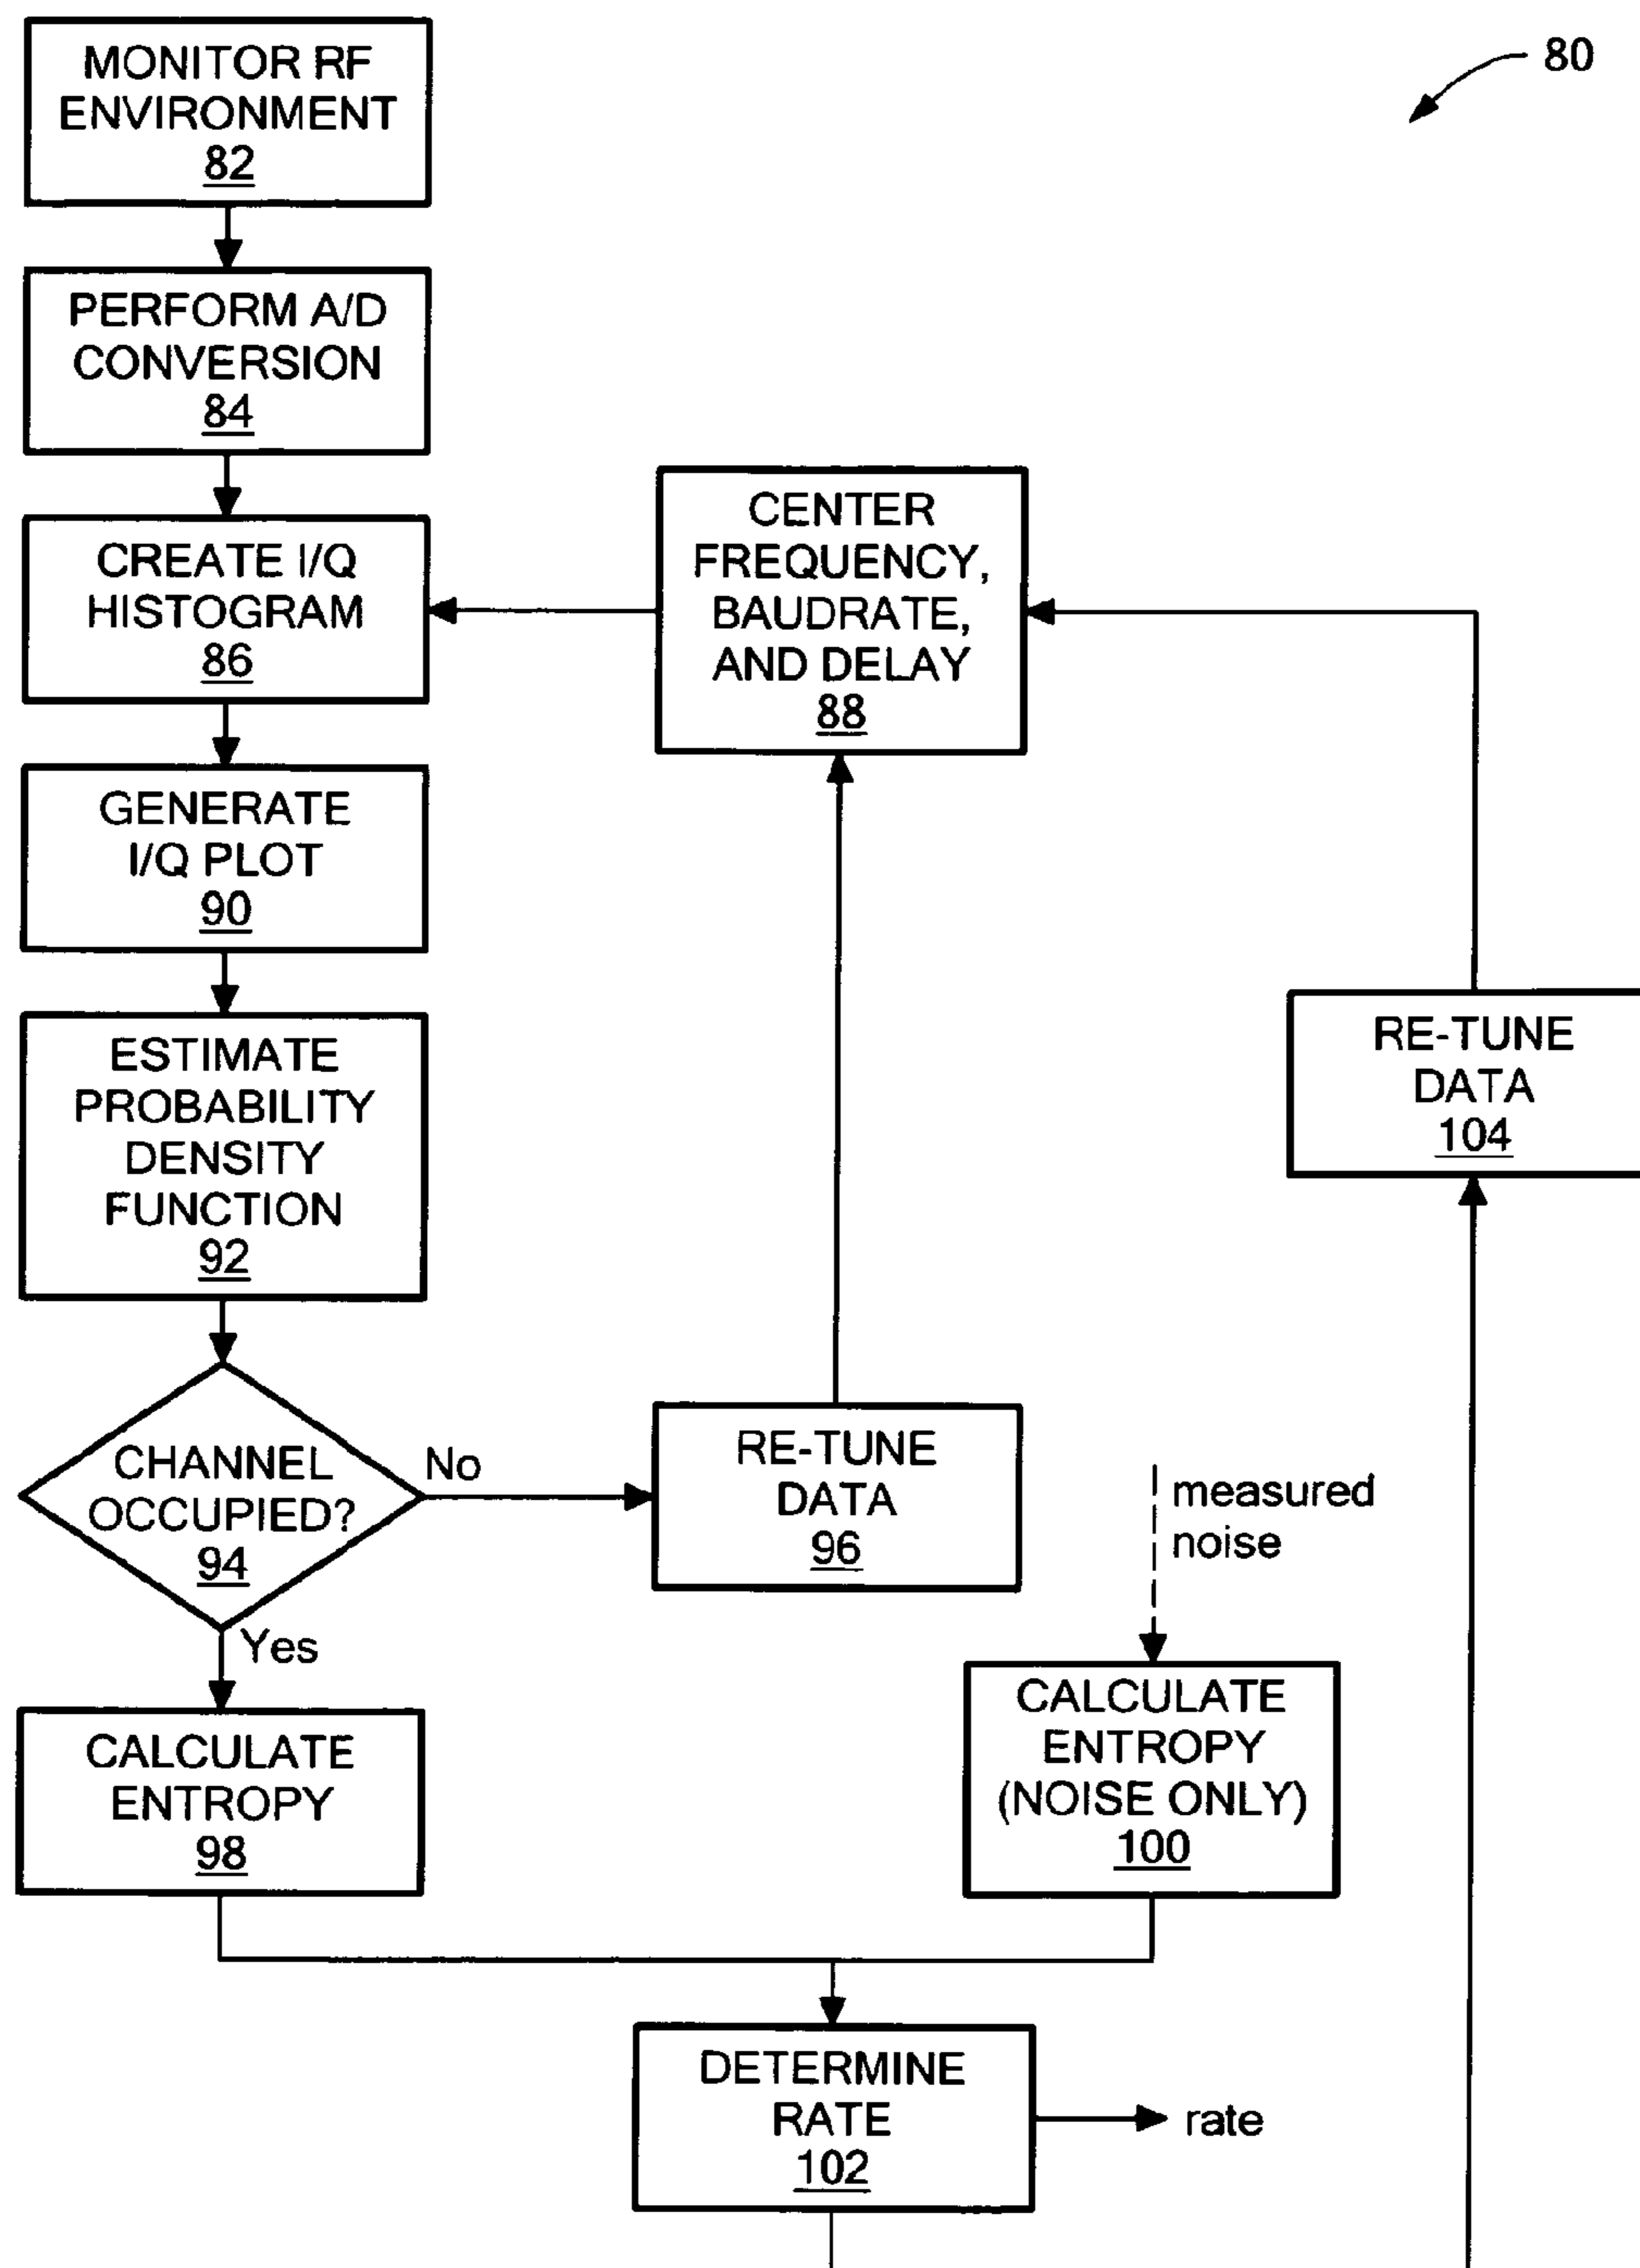 80
MONITOR RF
ENVIRONMENT
82
PERFORM A/D
CONVERSION
84
CREATE I/Q
HISTOGRAM
86
CENTER
FREQUENCY,
BAUDRATE,
AND DELAY
88
GENERATE
I/Q PLOT
90
ESTIMATE
PROBABILITY
DENSITY
FUNCTION
92
RE-TUNE
DATA
104
CHANNEL
OCCUPIED?
94
No
Yes
RE-TUNE
DATA
96
measured
noise
CALCULATE
ENTROPY
98
CALCULATE
ENTROPY
(NOISE ONLY)
100
DETERMINE
RATE
102
rate